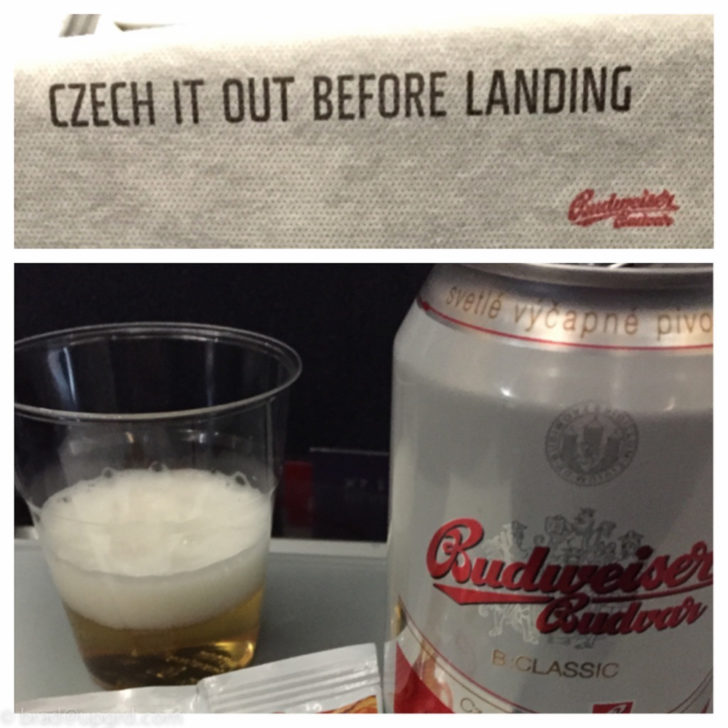 CZECH IT OUT BEFORE LANDING
Budweiser
Budvar
světlé výčapné pivo
Budweiser
Budvar
B:CLASSIC